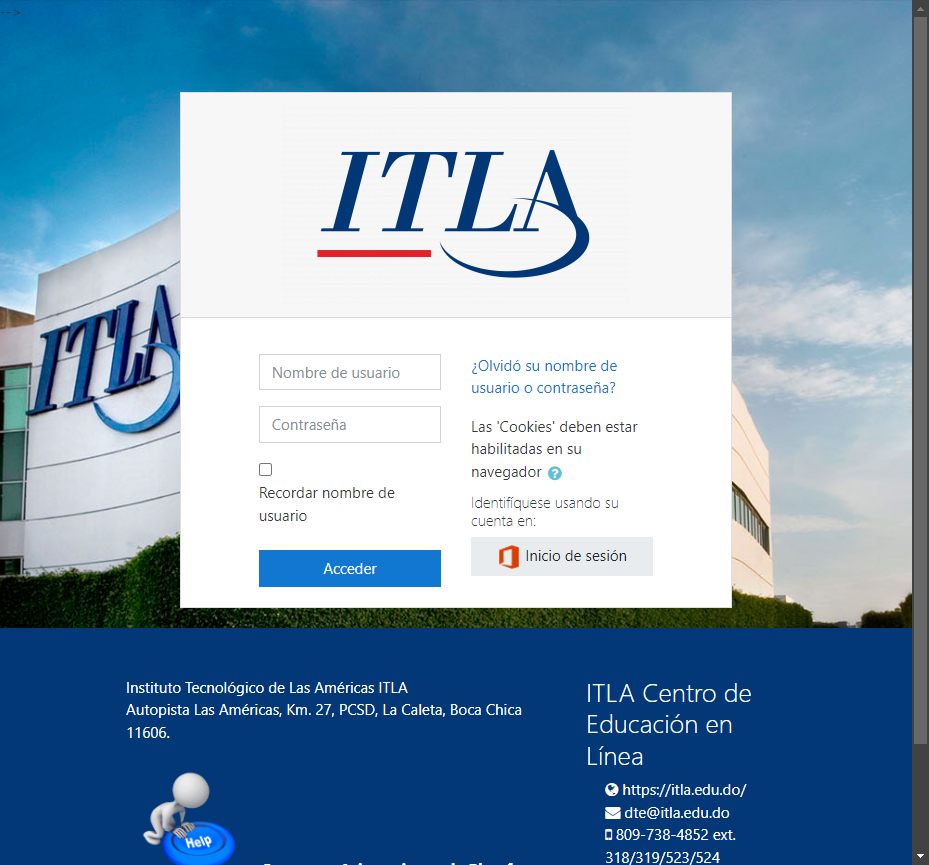 -->
ITLA
ITLA
Nombre de usuario
Contraseña
Recordar nombre de
usuario
Acceder
¿Olvidó su nombre de
usuario o contraseña?
Las 'Cookies' deben estar
habilitadas en su
navegador ?
Identifíquese usando su
cuenta en:
Inicio de sesión
Instituto Tecnológico de Las Américas ITLA
Autopista Las Américas, Km. 27, PCSD, La Caleta, Boca Chica
11606.
Help
ITLA Centro de
Educación en
Línea
https://itla.edu.do/
dte@itla.edu.do
809-738-4852 ext.
318/319/523/524